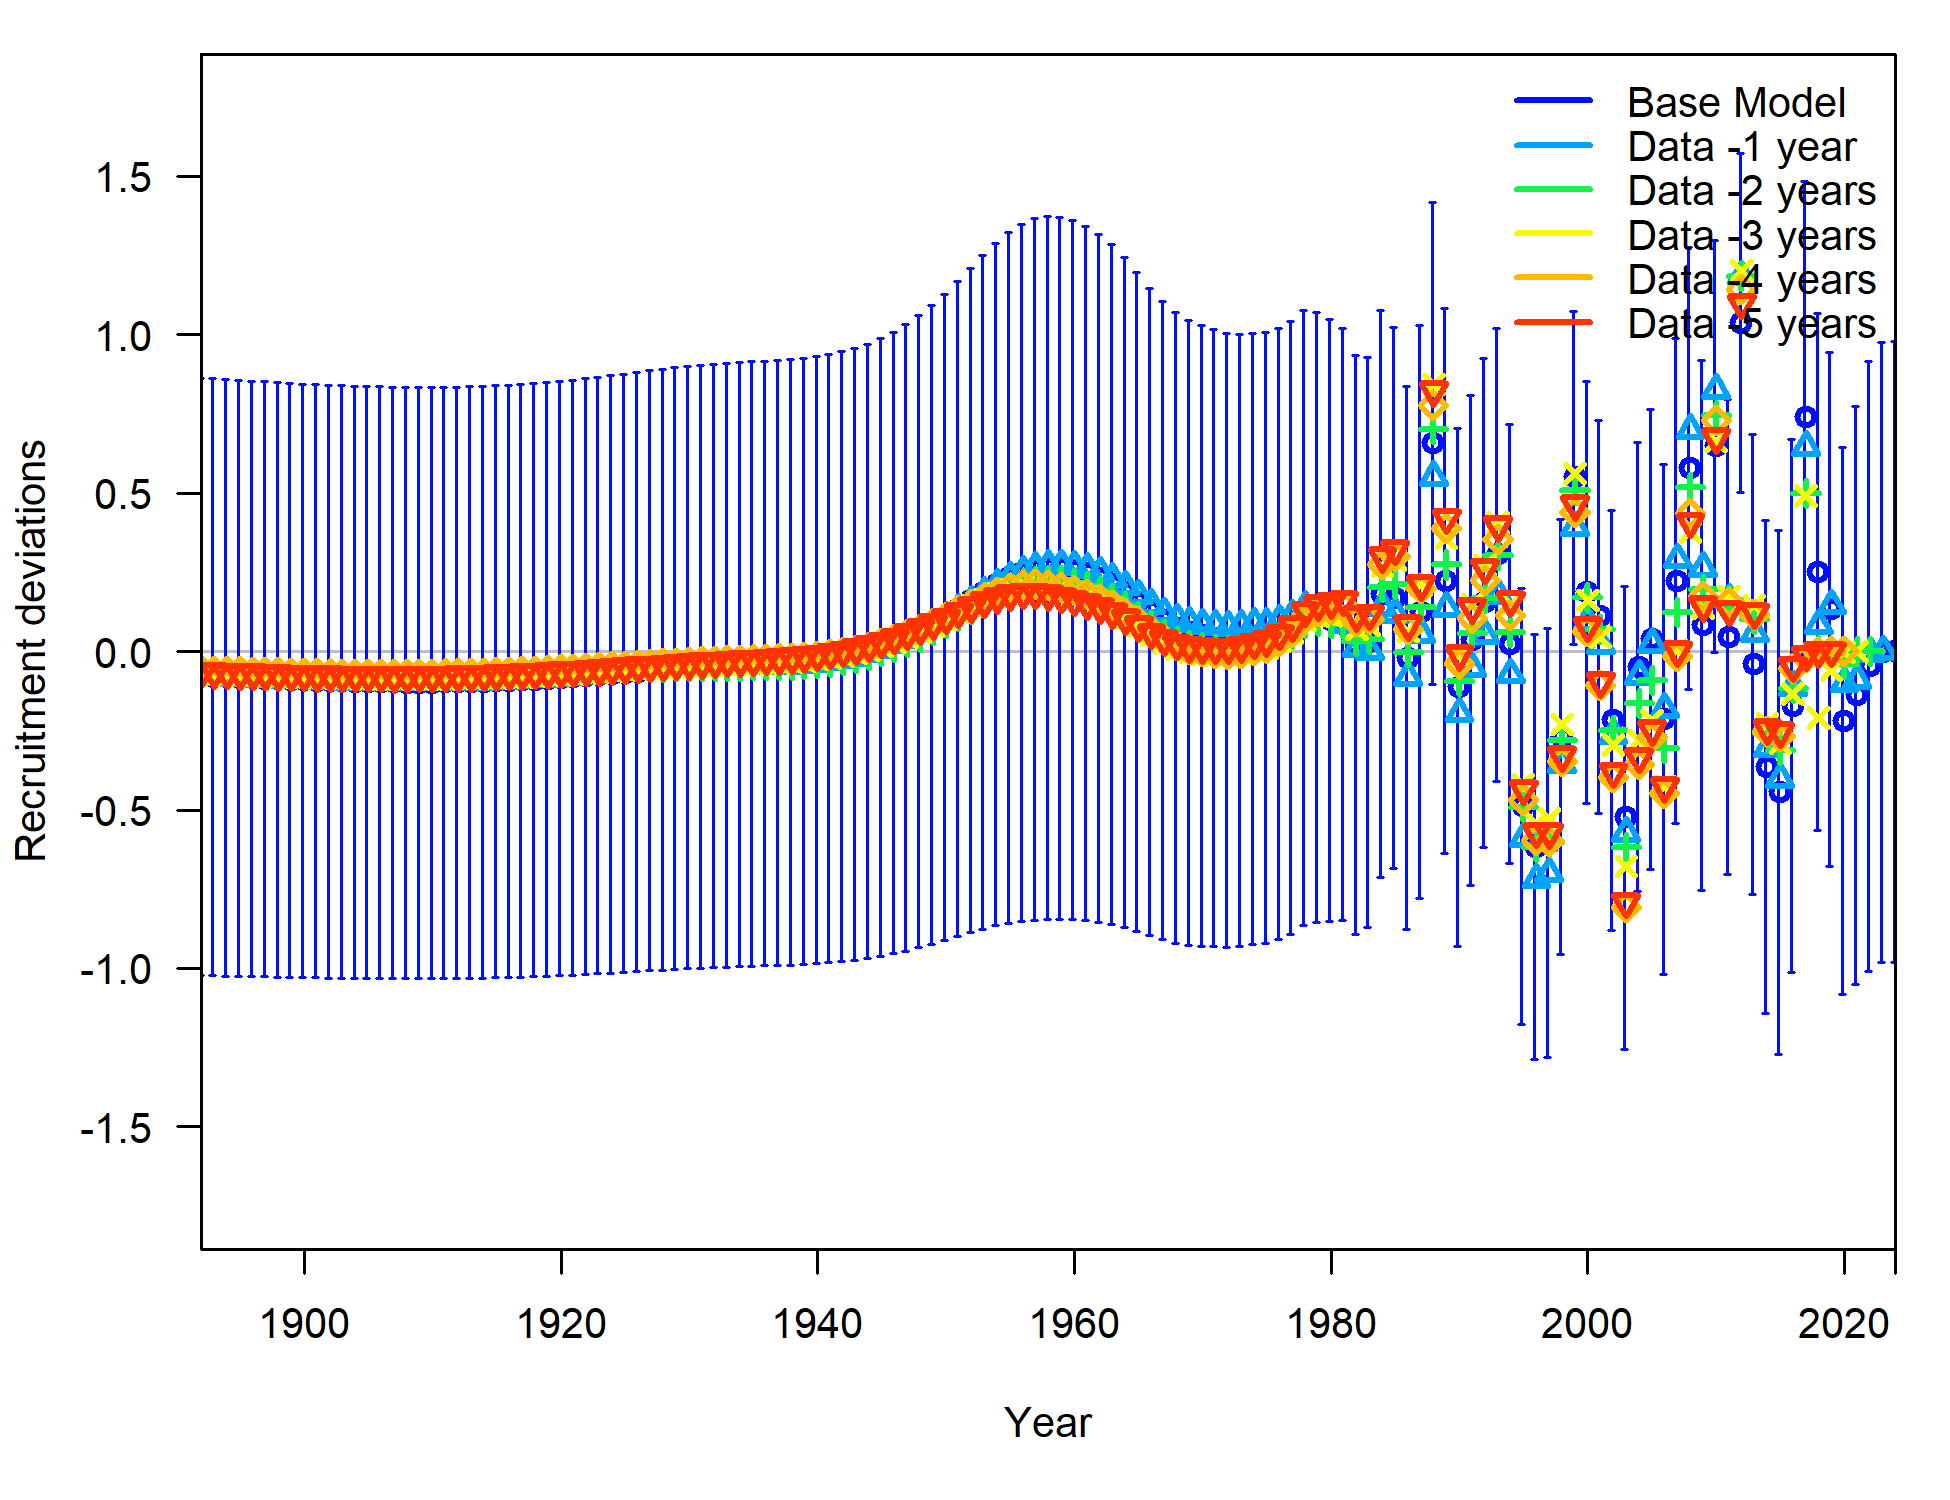 Base Model
Data -1 year
Data -2 years
Data -3 years
Data -4 years
Data -5 years
1.5
1.0
0.5
0.0
-0.5
-1.0
-1.5
Recruitment deviations
1900 1920 1940 1960 1980 2000 2020
Year